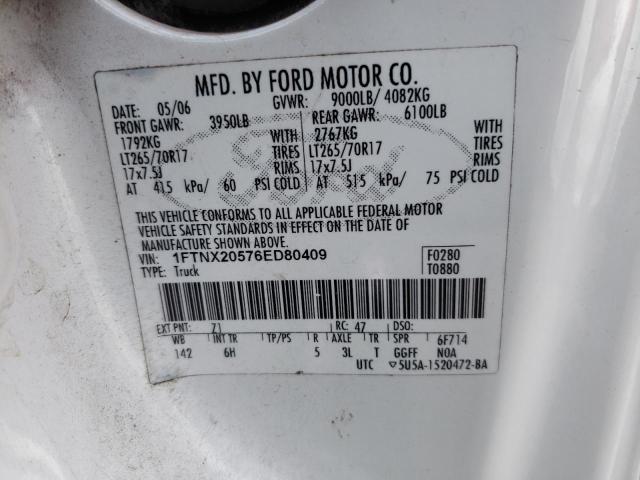 MFD. BY FORD MOTOR CO.
DATE: 05/06 GVWR: 9000LB/ 4082KG
FRONT GAWR: 3950LB REAR GAWR: 6100LB
1792KG WITH 2767KG WITH
LT265/70R17 TIRES LT265/70R17 TIRES
17x7.5J RIMS 17x7.5J RIMS
AT 415 kPa/ 60 PSI COLD AT 515 kPa/ 75 PSI COLD
THIS VEHICLE CONFORMS TO ALL APPLICABLE FEDERAL MOTOR
VEHICLE SAFETY STANDARDS IN EFFECT ON THE DATE OF
MANUFACTURE SHOWN ABOVE.
VIN: 1FTNX20576ED80409 F0280
TYPE: Truck T0880
EXT PNT: Z1 RC: 47 DSO:
WB INT TR TP/PS R AXLE TR SPR 6F714
142 6H 5 3L T GGFF N0A
UTC ▽5U5A-1520472-BA
Ford